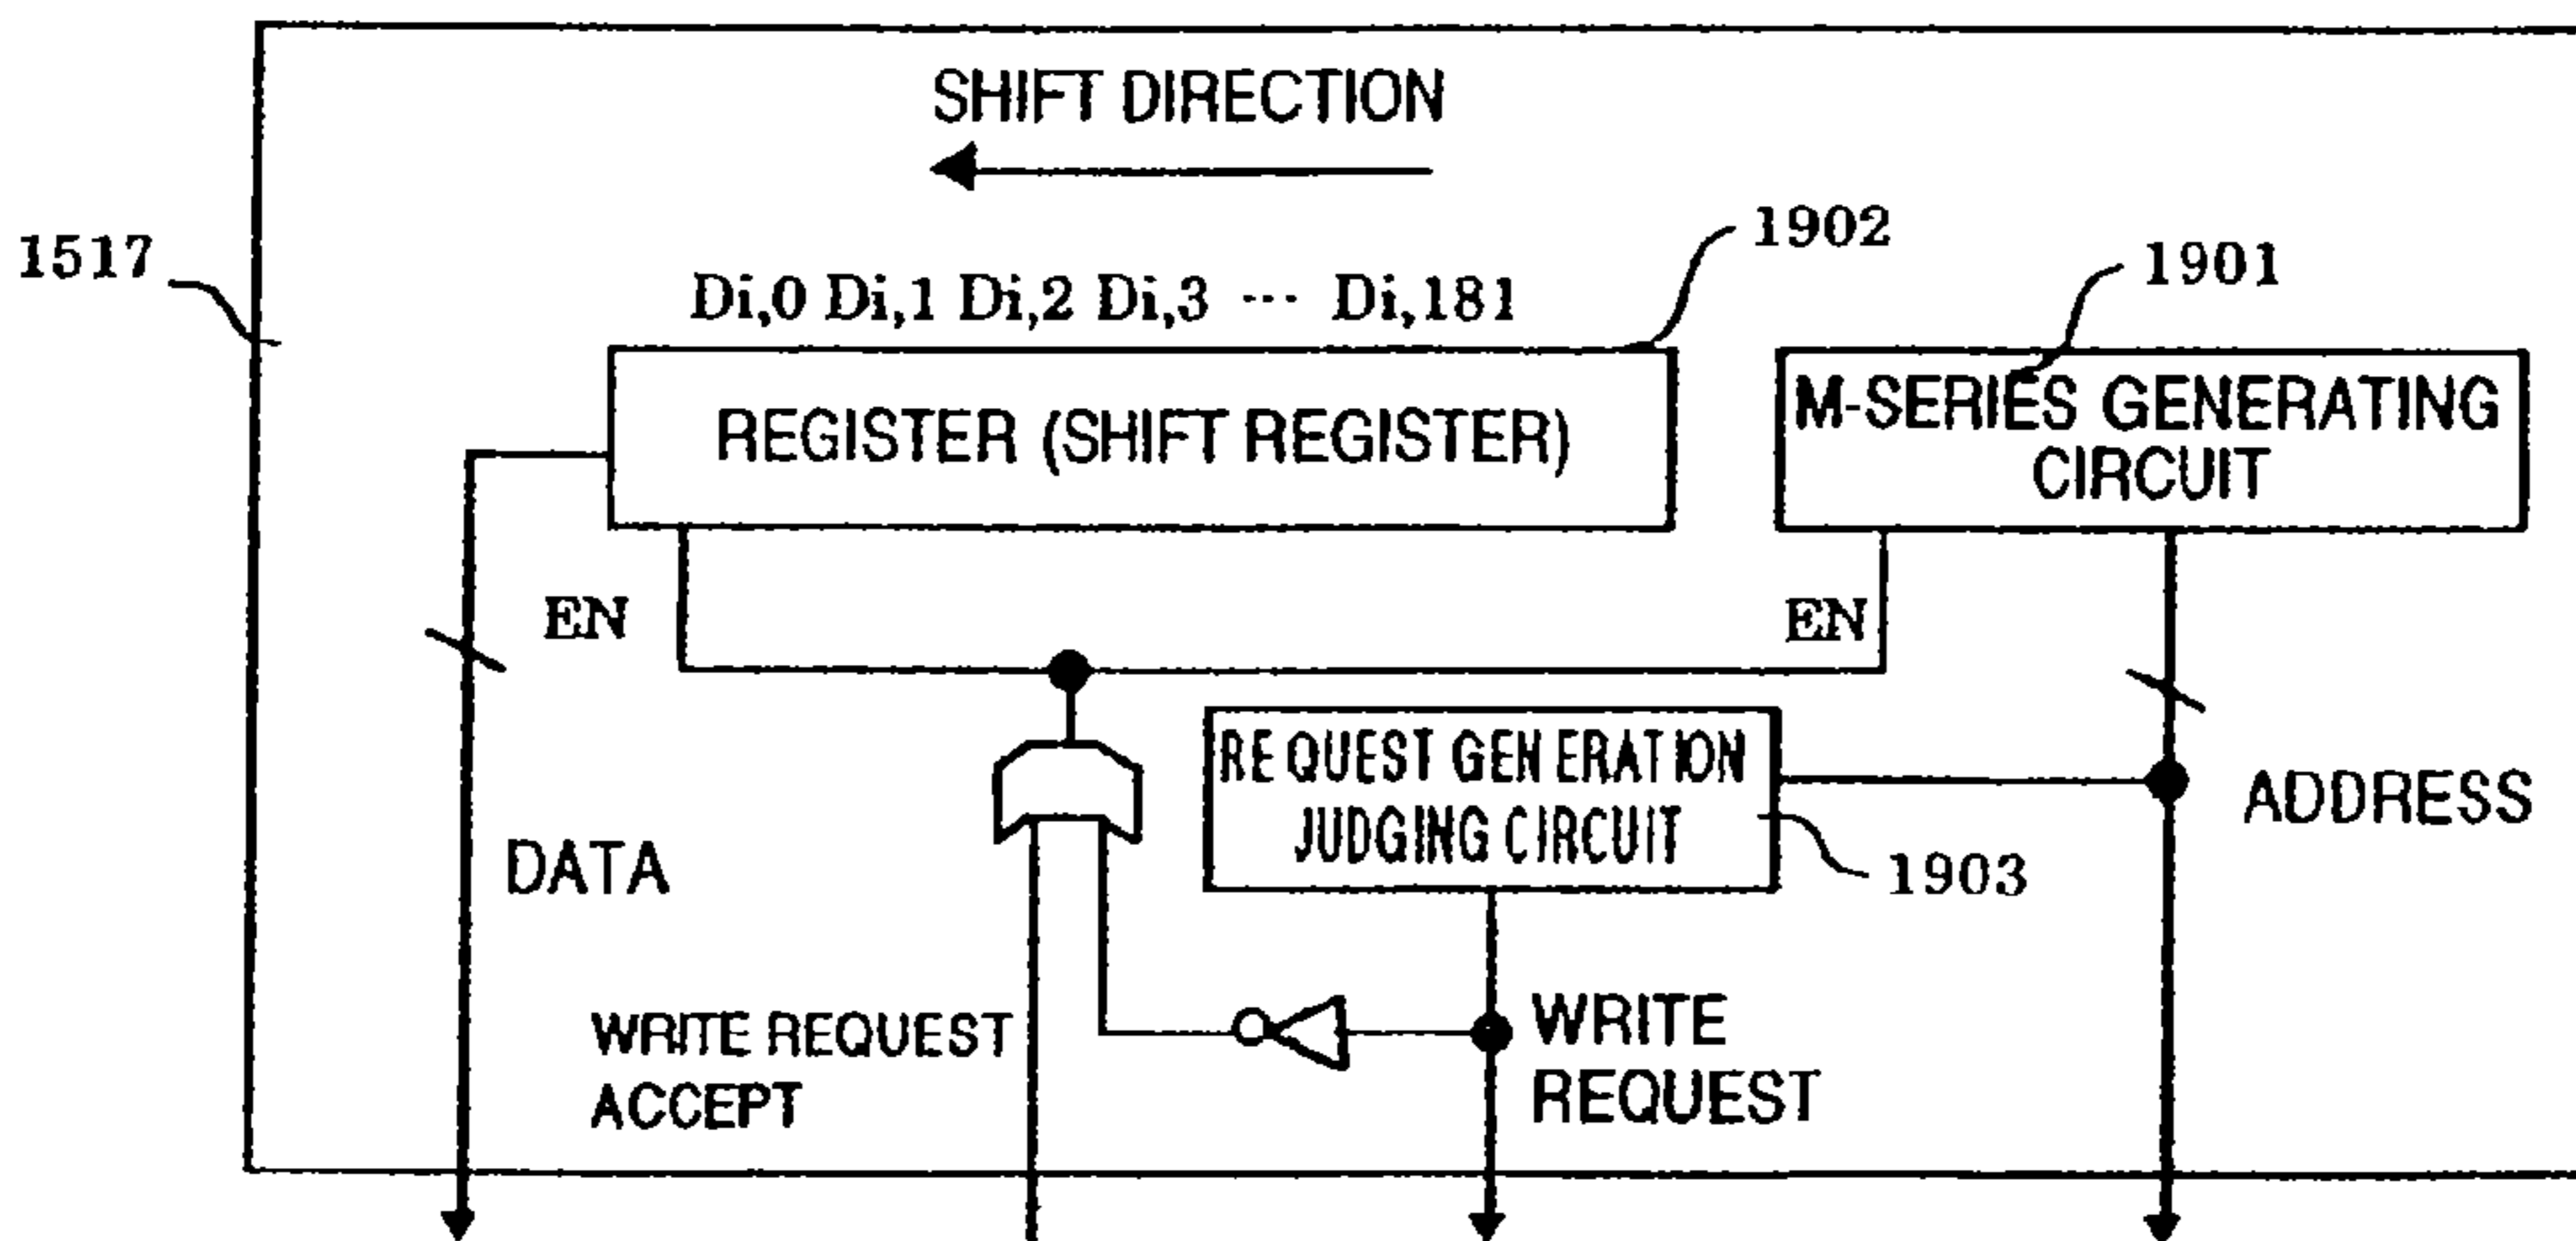 SHIFT DIRECTION
1517
1902
1901
Di,0 Di,1 Di,2 Di,3 ··· Di,181
REGISTER (SHIFT REGISTER)
M-SERIES GENERATING
CIRCUIT
EN
EN
REQUEST GENERATION
JUDGING CIRCUIT
ADDRESS
DATA
1903
WRITE REQUEST
ACCEPT
WRITE
REQUEST